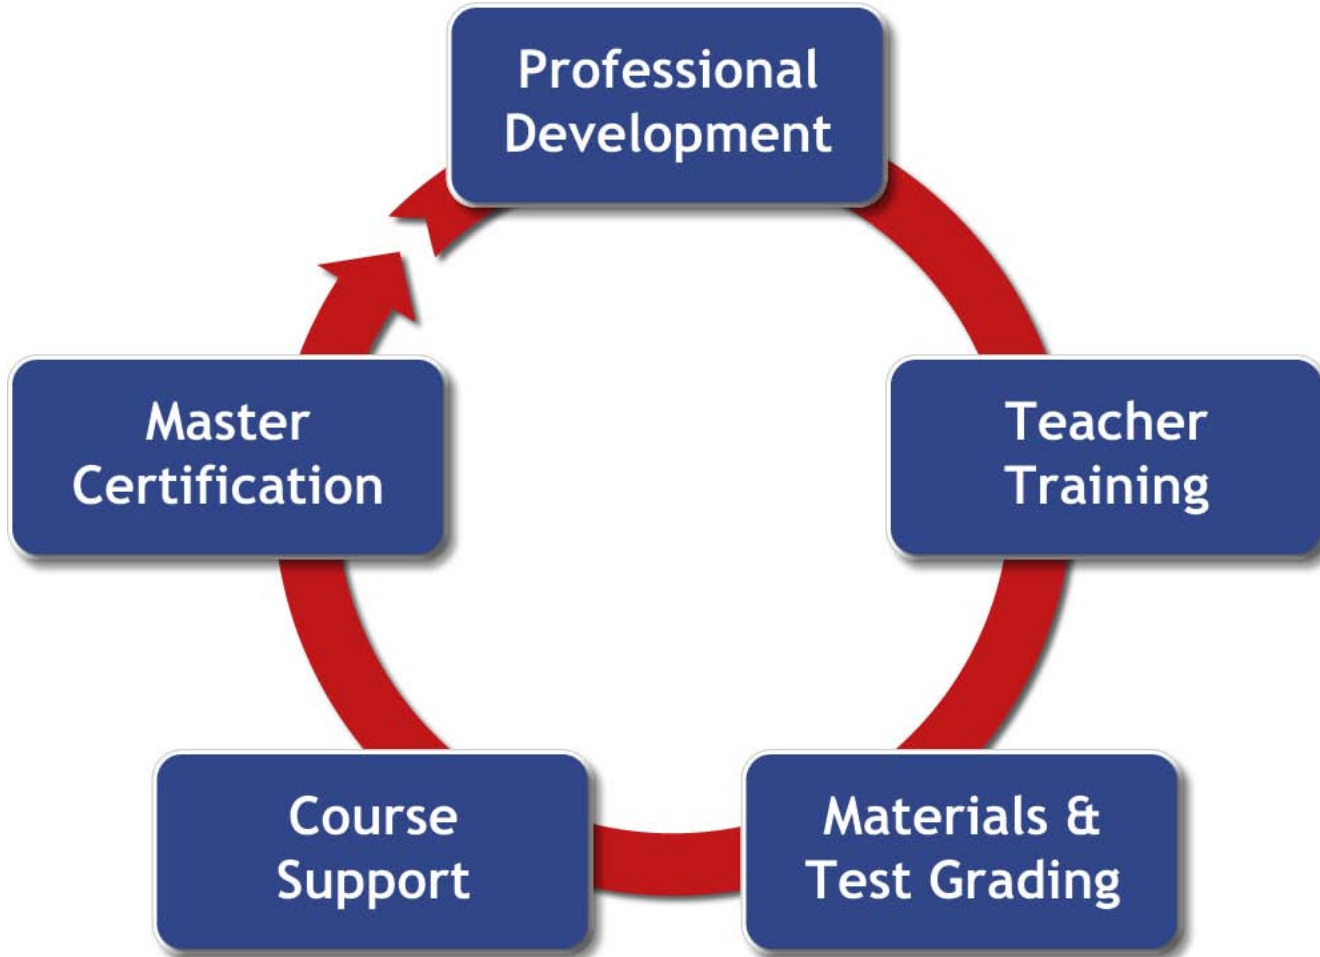 Professional
Development
Teacher
Training
Materials &
Test Grading
Course
Support
Master
Certification